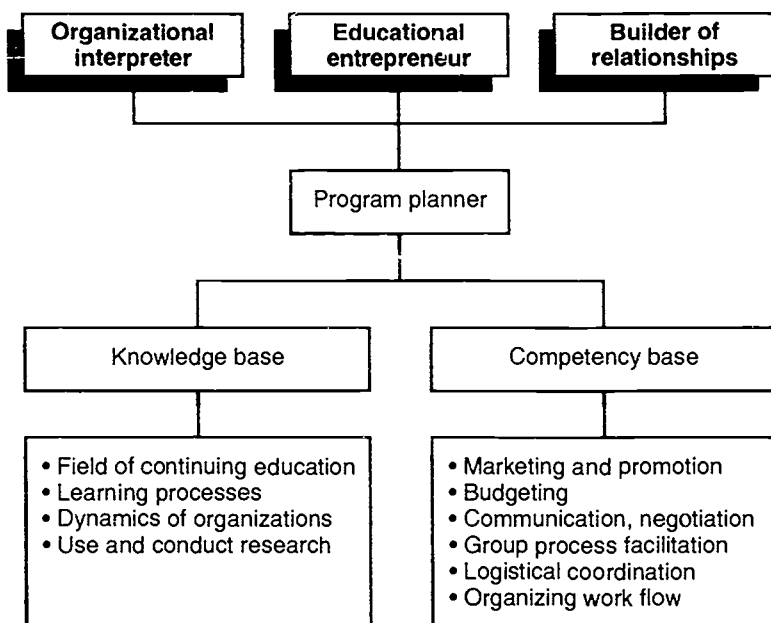 Organizational
interpreter
Educational
entrepreneur
Builder of
relationships
Program planner
Knowledge base
Competency base
• Field of continuing education
• Learning processes
• Dynamics of organizations
• Use and conduct research
• Marketing and promotion
• Budgeting
• Communication, negotiation
• Group process facilitation
• Logistical coordination
• Organizing work flow